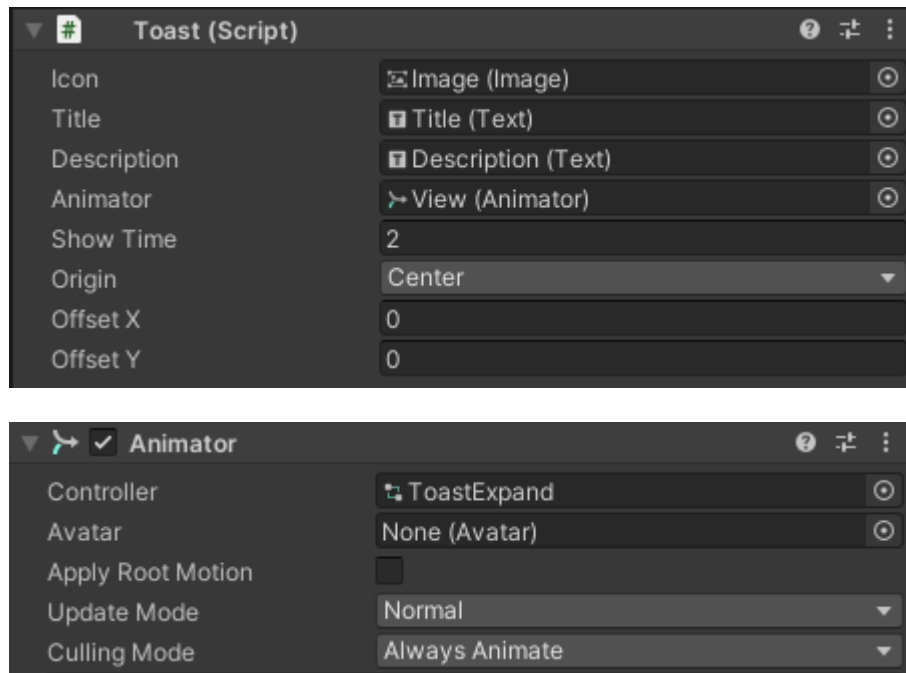 Toast (Script)
Icon Image (Image)
Title Title (Text)
Description Description (Text)
Animator View (Animator)
Show Time 2
Origin Center
Offset X 0
Offset Y 0
Animator
Controller ToastExpand
Avatar None (Avatar)
Apply Root Motion
Update Mode Normal
Culling Mode Always Animate